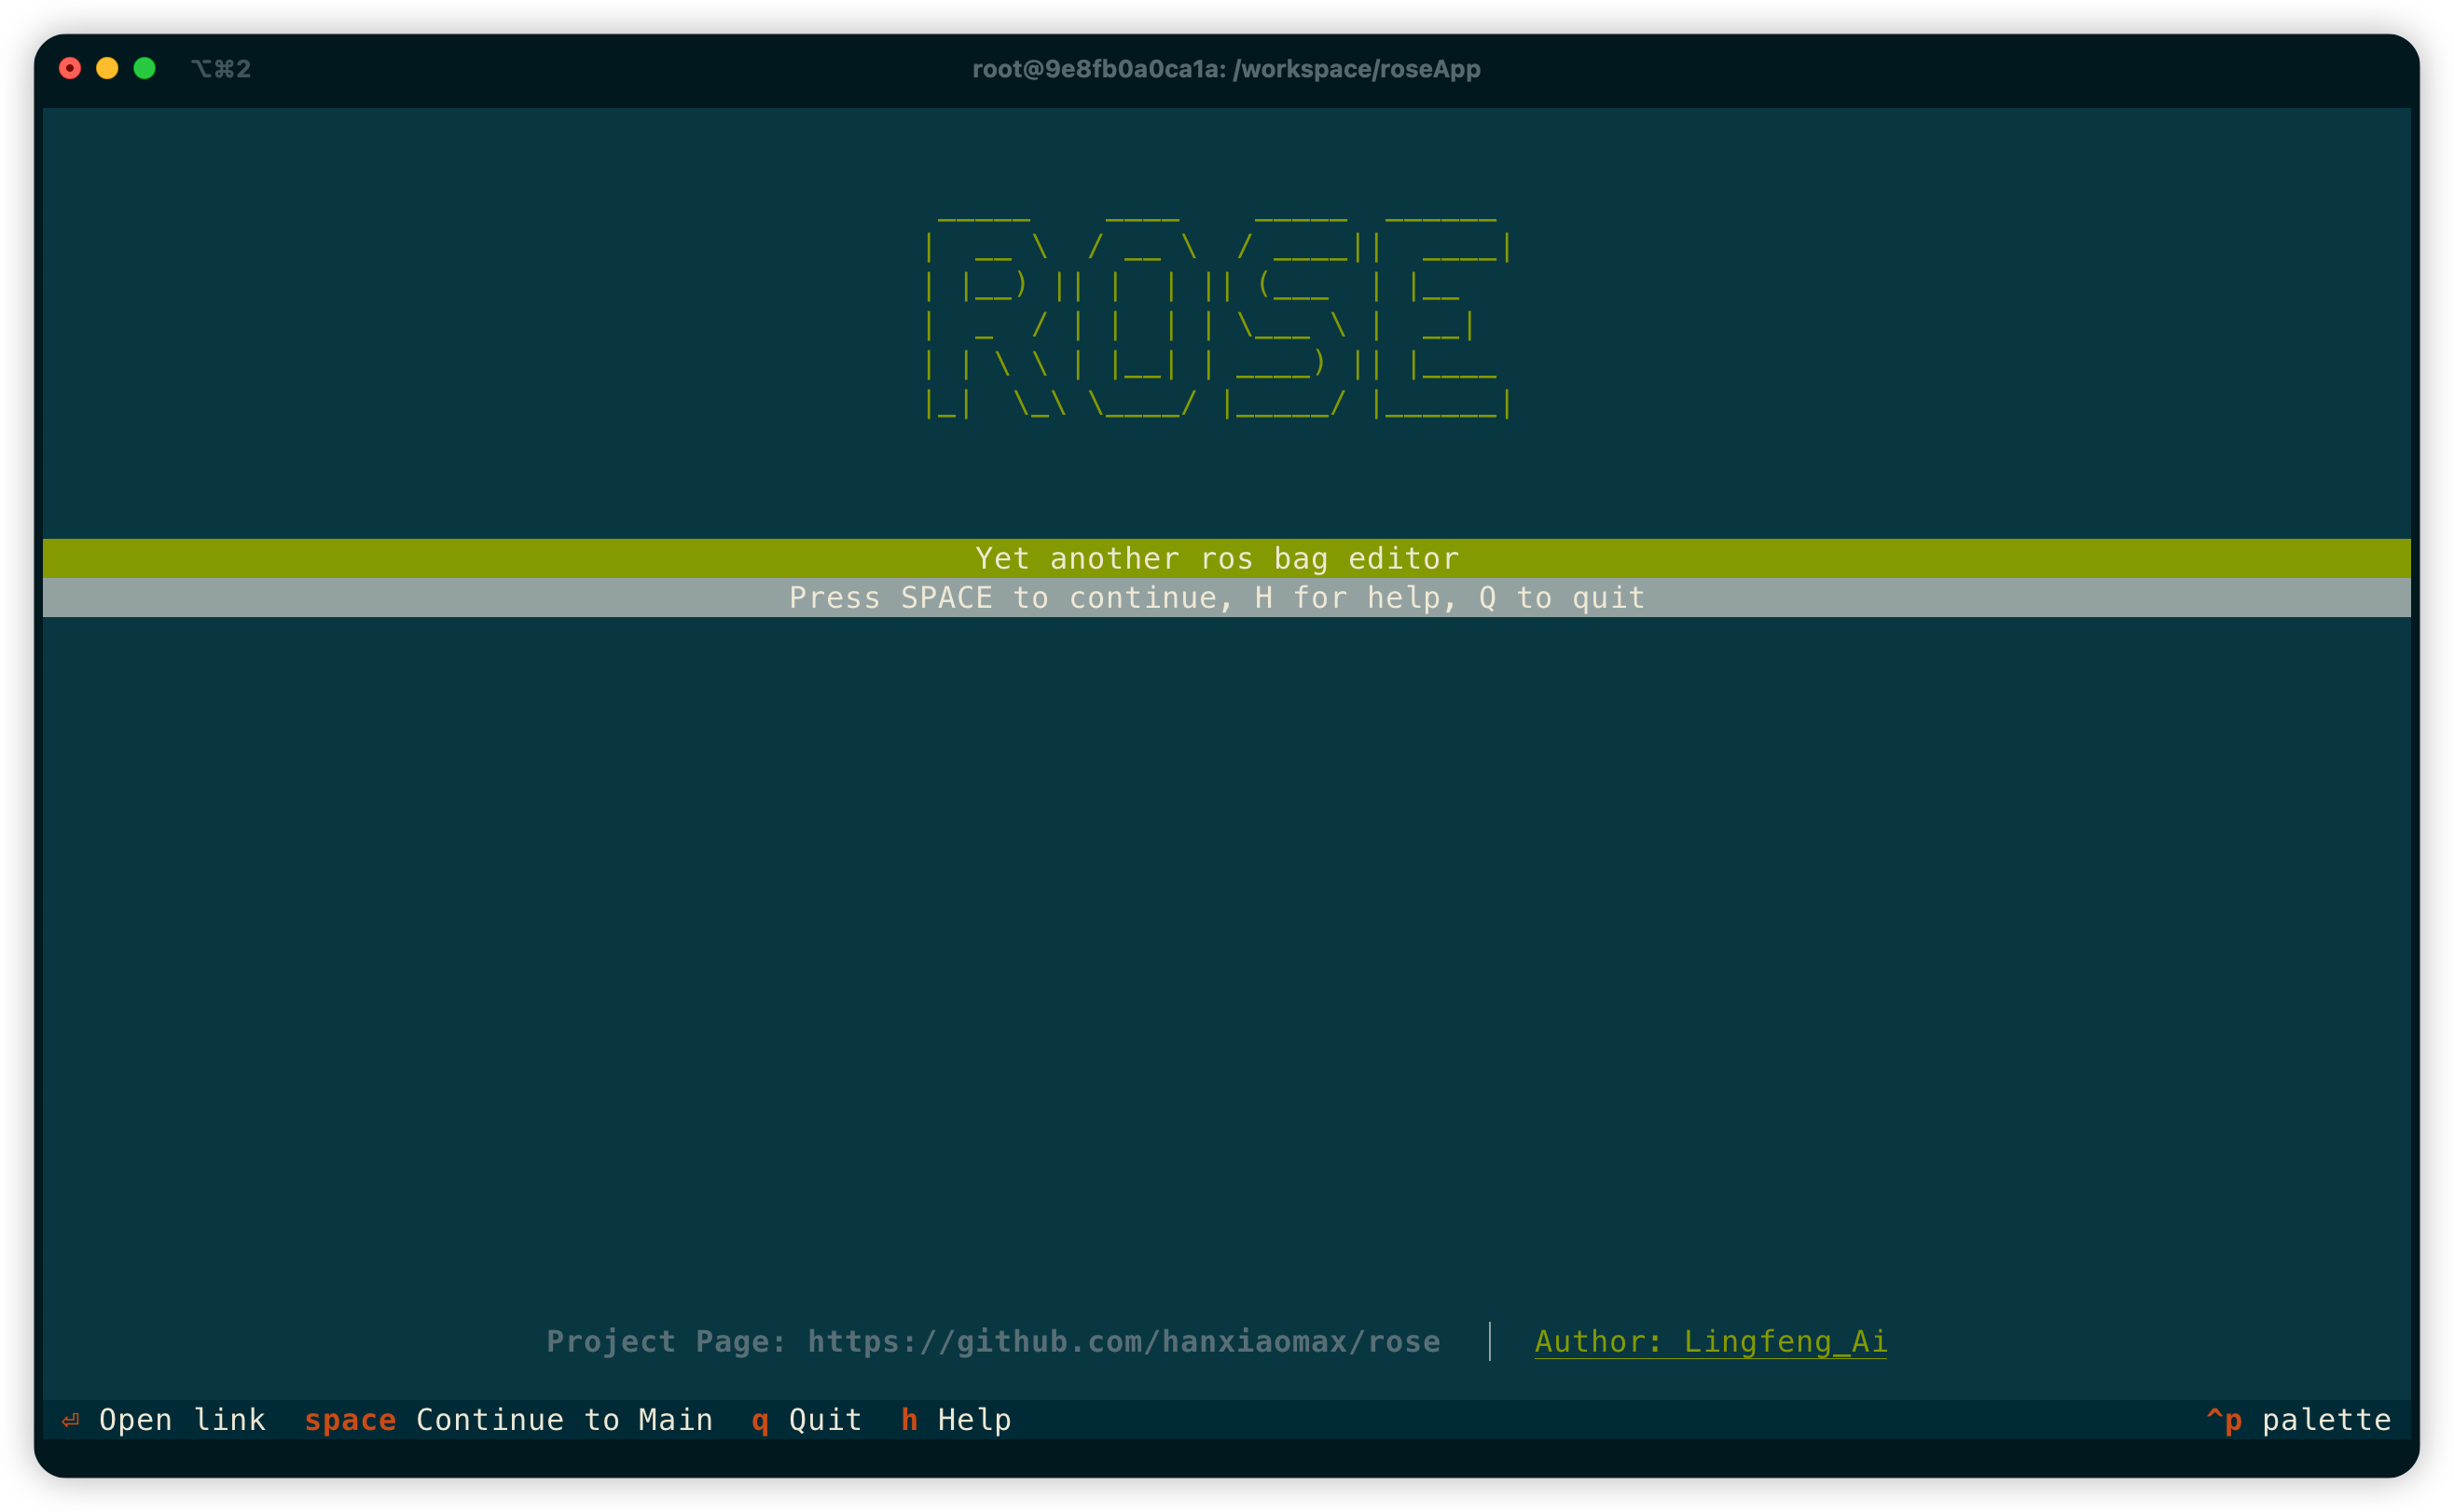 ⌥⌘2 root@9e8fb0a0ca1a: /workspace/roseApp
ROSE
Yet another ros bag editor
Press SPACE to continue, H for help, Q to quit
Project Page: https://github.com/hanxiaomax/rose │ Author: Lingfeng_Ai
⏎ Open link space Continue to Main q Quit h Help ^p palette